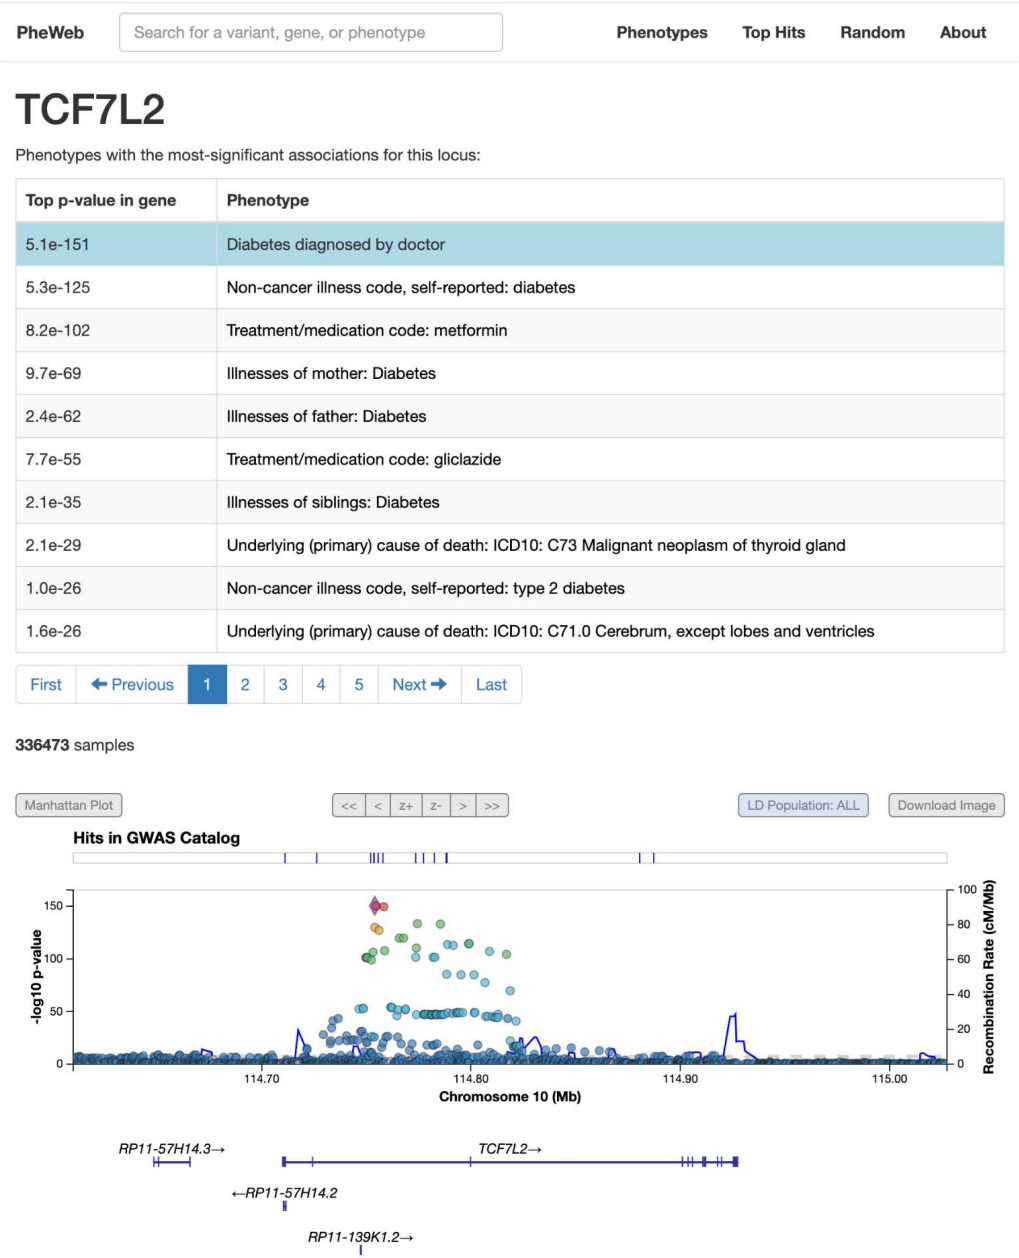 PheWeb Search for a variant, gene, or phenotype Phenotypes Top Hits Random About
TCF7L2
Phenotypes with the most-significant associations for this locus:
Top p-value in gene Phenotype
5.1e-151 Diabetes diagnosed by doctor
5.3e-125 Non-cancer illness code, self-reported: diabetes
8.2e-102 Treatment/medication code: metformin
9.7e-69 Illnesses of mother: Diabetes
2.4e-62 Illnesses of father: Diabetes
7.7e-55 Treatment/medication code: gliclazide
2.1e-35 Illnesses of siblings: Diabetes
2.1e-29 Underlying (primary) cause of death: ICD10: C73 Malignant neoplasm of thyroid gland
1.0e-26 Non-cancer illness code, self-reported: type 2 diabetes
1.6e-26 Underlying (primary) cause of death: ICD10: C71.0 Cerebrum, except lobes and ventricles
First ← Previous 1 2 3 4 5 Next → Last
336473 samples
Manhattan Plot << < z+ z- > >> LD Population: ALL Download Image
Hits in GWAS Catalog
150
100
50
0
-log10 p-value
100
80
60
40
20
0
Recombination Rate (cM/Mb)
114.70 114.80 114.90 115.00
Chromosome 10 (Mb)
RP11-57H14.3→ TCF7L2→
←RP11-57H14.2
RP11-139K1.2→